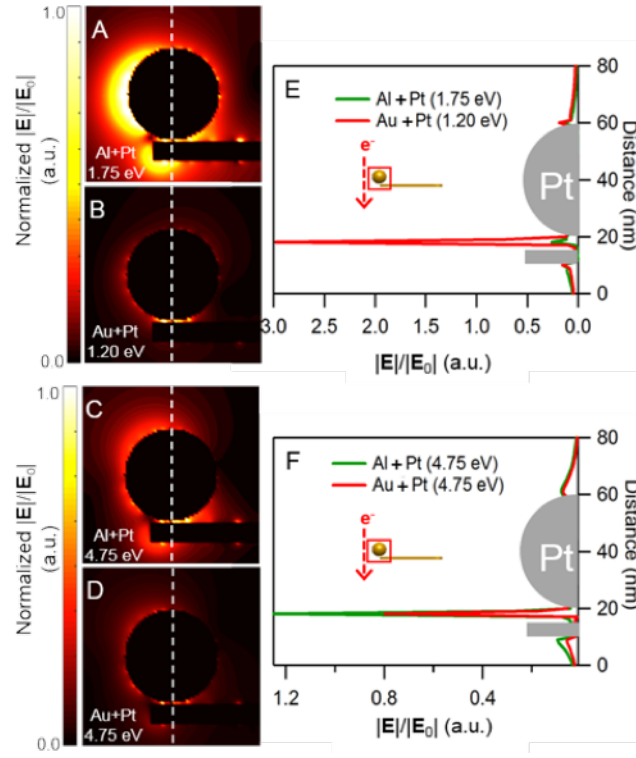 1.0
Normalized |E|/|E₀|
(a.u.)
0.0
A
Al+Pt
1.75 eV
B
Au+Pt
1.20 eV
E
Al + Pt (1.75 eV)
Au + Pt (1.20 eV)
e⁻
Pt
80
60
40
20
0
Distance (nm)
3.0 2.5 2.0 1.5 1.0 0.5 0.0
|E|/|E₀| (a.u.)
1.0
Normalized |E|/|E₀|
(a.u.)
0.0
C
Al+Pt
4.75 eV
D
Au+Pt
4.75 eV
F
Al + Pt (4.75 eV)
Au + Pt (4.75 eV)
e⁻
Pt
80
60
40
20
0
Distance (nm)
1.2 0.8 0.4
|E|/|E₀| (a.u.)